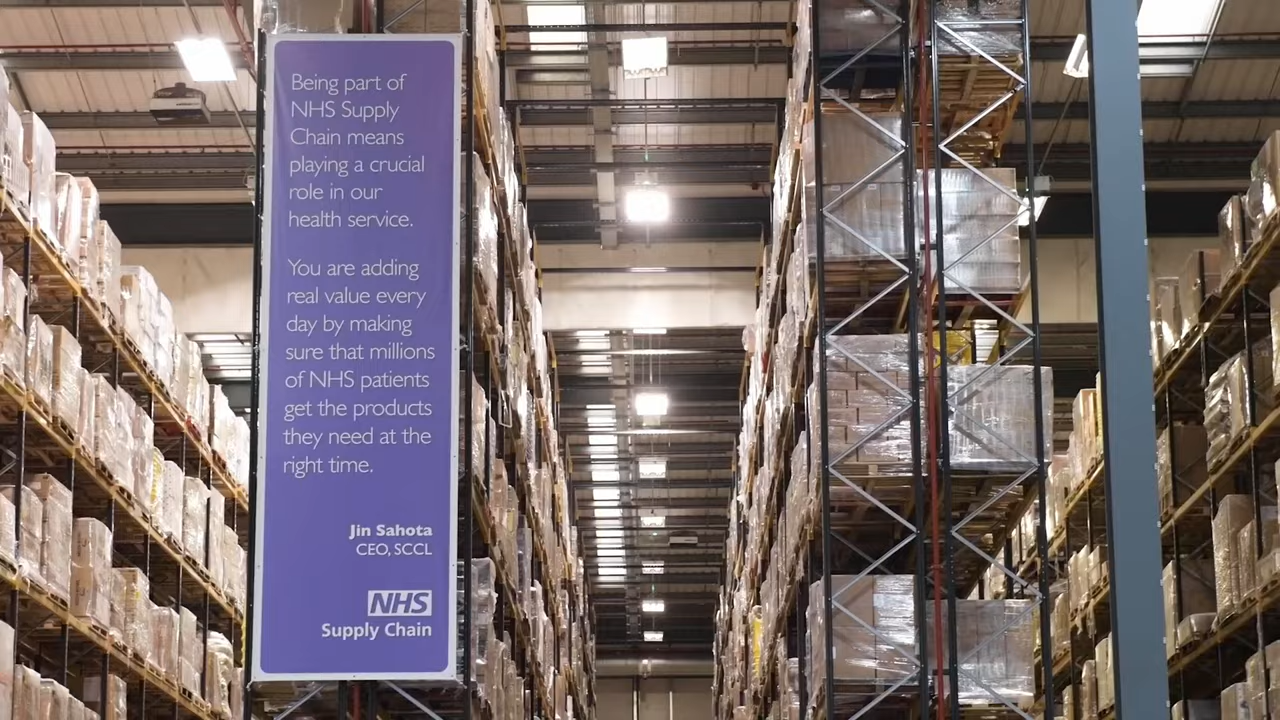 Being part of
NHS Supply
Chain means
playing a crucial
role in our
health service.
You are adding
real value every
day by making
sure that millions
of NHS patients
get the products
they need at the
right time.
Jin Sahota
CEO, SCCL
NHS
Supply Chain